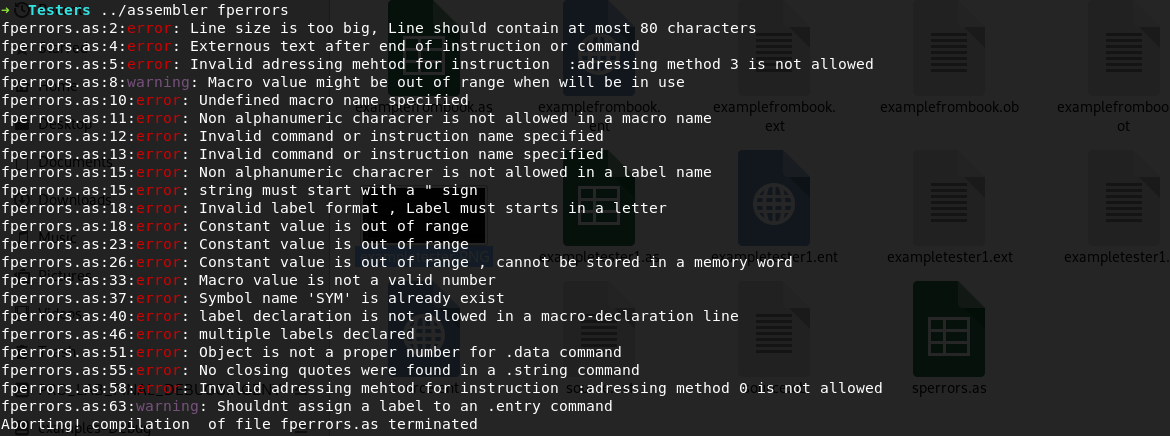 ➜  Testers ../assembler fperrors
fperrors.as:2:error: Line size is too big, Line should contain at most 80 characters
fperrors.as:4:error: Externous text after end of instruction or command
fperrors.as:5:error: Invalid adressing mehtod for instruction  :adressing method 3 is not allowed
fperrors.as:8:warning: Macro value might be out of range when will be in use
fperrors.as:10:error: Undefined macro name specified
fperrors.as:11:error: Non alphanumeric characrer is not allowed in a macro name
fperrors.as:12:error: Invalid command or instruction name specified
fperrors.as:13:error: Invalid command or instruction name specified
fperrors.as:15:error: Non alphanumeric characrer is not allowed in a label name
fperrors.as:15:error: string must start with a " sign
fperrors.as:18:error: Invalid label format , Label must starts in a letter
fperrors.as:18:error: Constant value is out of range
fperrors.as:23:error: Constant value is out of range
fperrors.as:26:error: Constant value is out of range , cannot be stored in a memory word
fperrors.as:33:error: Macro value is not a valid number
fperrors.as:37:error: Symbol name 'SYM' is already exist
fperrors.as:40:error: label declaration is not allowed in a macro-declaration line
fperrors.as:46:error: multiple labels declared
fperrors.as:51:error: Object is not a proper number for .data command
fperrors.as:55:error: No closing quotes were found in a .string command
fperrors.as:58:error: Invalid adressing mehtod for instruction  :adressing method 0 is not allowed
fperrors.as:63:warning: Shouldnt assign a label to an .entry command
Aborting! compilation  of file fperrors.as terminated
Home
Desktop
Documents
Downloads
Music
Pictures
examplefrombook.as
examplefrombook.
ent
examplefrombook.
ext
examplefrombook.ob
examplefromboo
ot
exampletester1.as
exampletester1.ent
exampletester1.ext
exampletester1.
sperrors.as